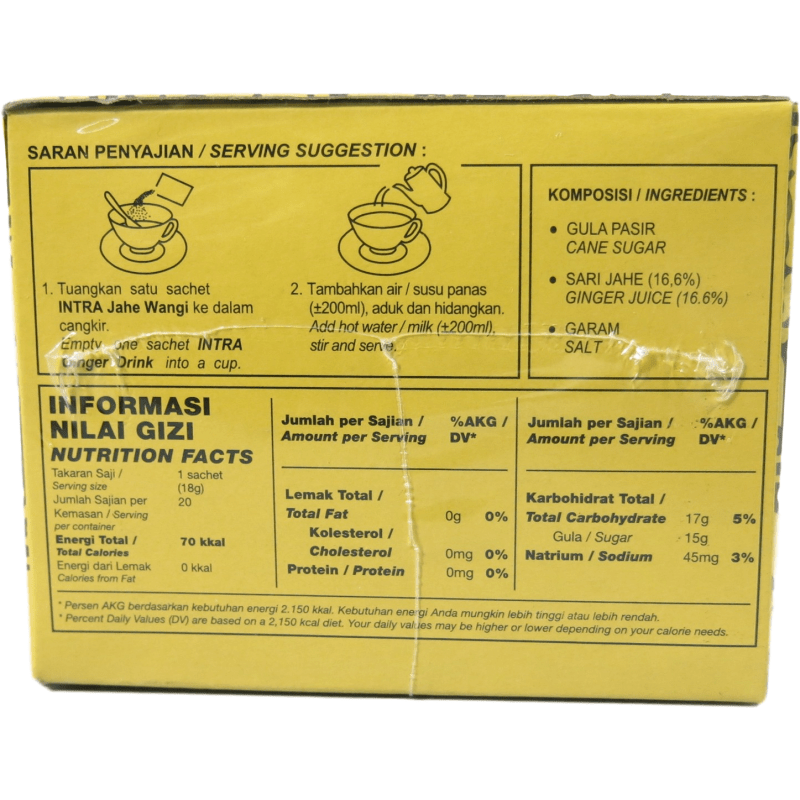 SARAN PENYAJIAN / SERVING SUGGESTION :
1. Tuangkan satu sachet
INTRA Jahe Wangi ke dalam
cangkir.
Empty one sachet INTRA
Ginger Drink into a cup.
2. Tambahkan air / susu panas
(±200ml), aduk dan hidangkan.
Add hot water / milk (±200ml),
stir and serve.
KOMPOSISI / INGREDIENTS :
• GULA PASIR
CANE SUGAR
• SARI JAHE (16,6%)
GINGER JUICE (16.6%)
• GARAM
SALT
INFORMASI
NILAI GIZI
NUTRITION FACTS
Takaran Saji / 1 sachet
Serving size (18g)
Jumlah Sajian per 20
Kemasan / Serving
per container
Energi Total / 70 kkal
Total Calories
Energi dari Lemak 0 kkal
Calories from Fat
Jumlah per Sajian / %AKG /
Amount per Serving DV*
Lemak Total /
Total Fat 0g 0%
Kolesterol /
Cholesterol 0mg 0%
Protein / Protein 0mg 0%
Jumlah per Sajian / %AKG /
Amount per Serving DV*
Karbohidrat Total /
Total Carbohydrate 17g 5%
Gula / Sugar 15g
Natrium / Sodium 45mg 3%
* Persen AKG berdasarkan kebutuhan energi 2.150 kkal. Kebutuhan energi Anda mungkin lebih tinggi atau lebih rendah.
* Percent Daily Values (DV) are based on a 2,150 kcal diet. Your daily values may be higher or lower depending on your calorie needs.